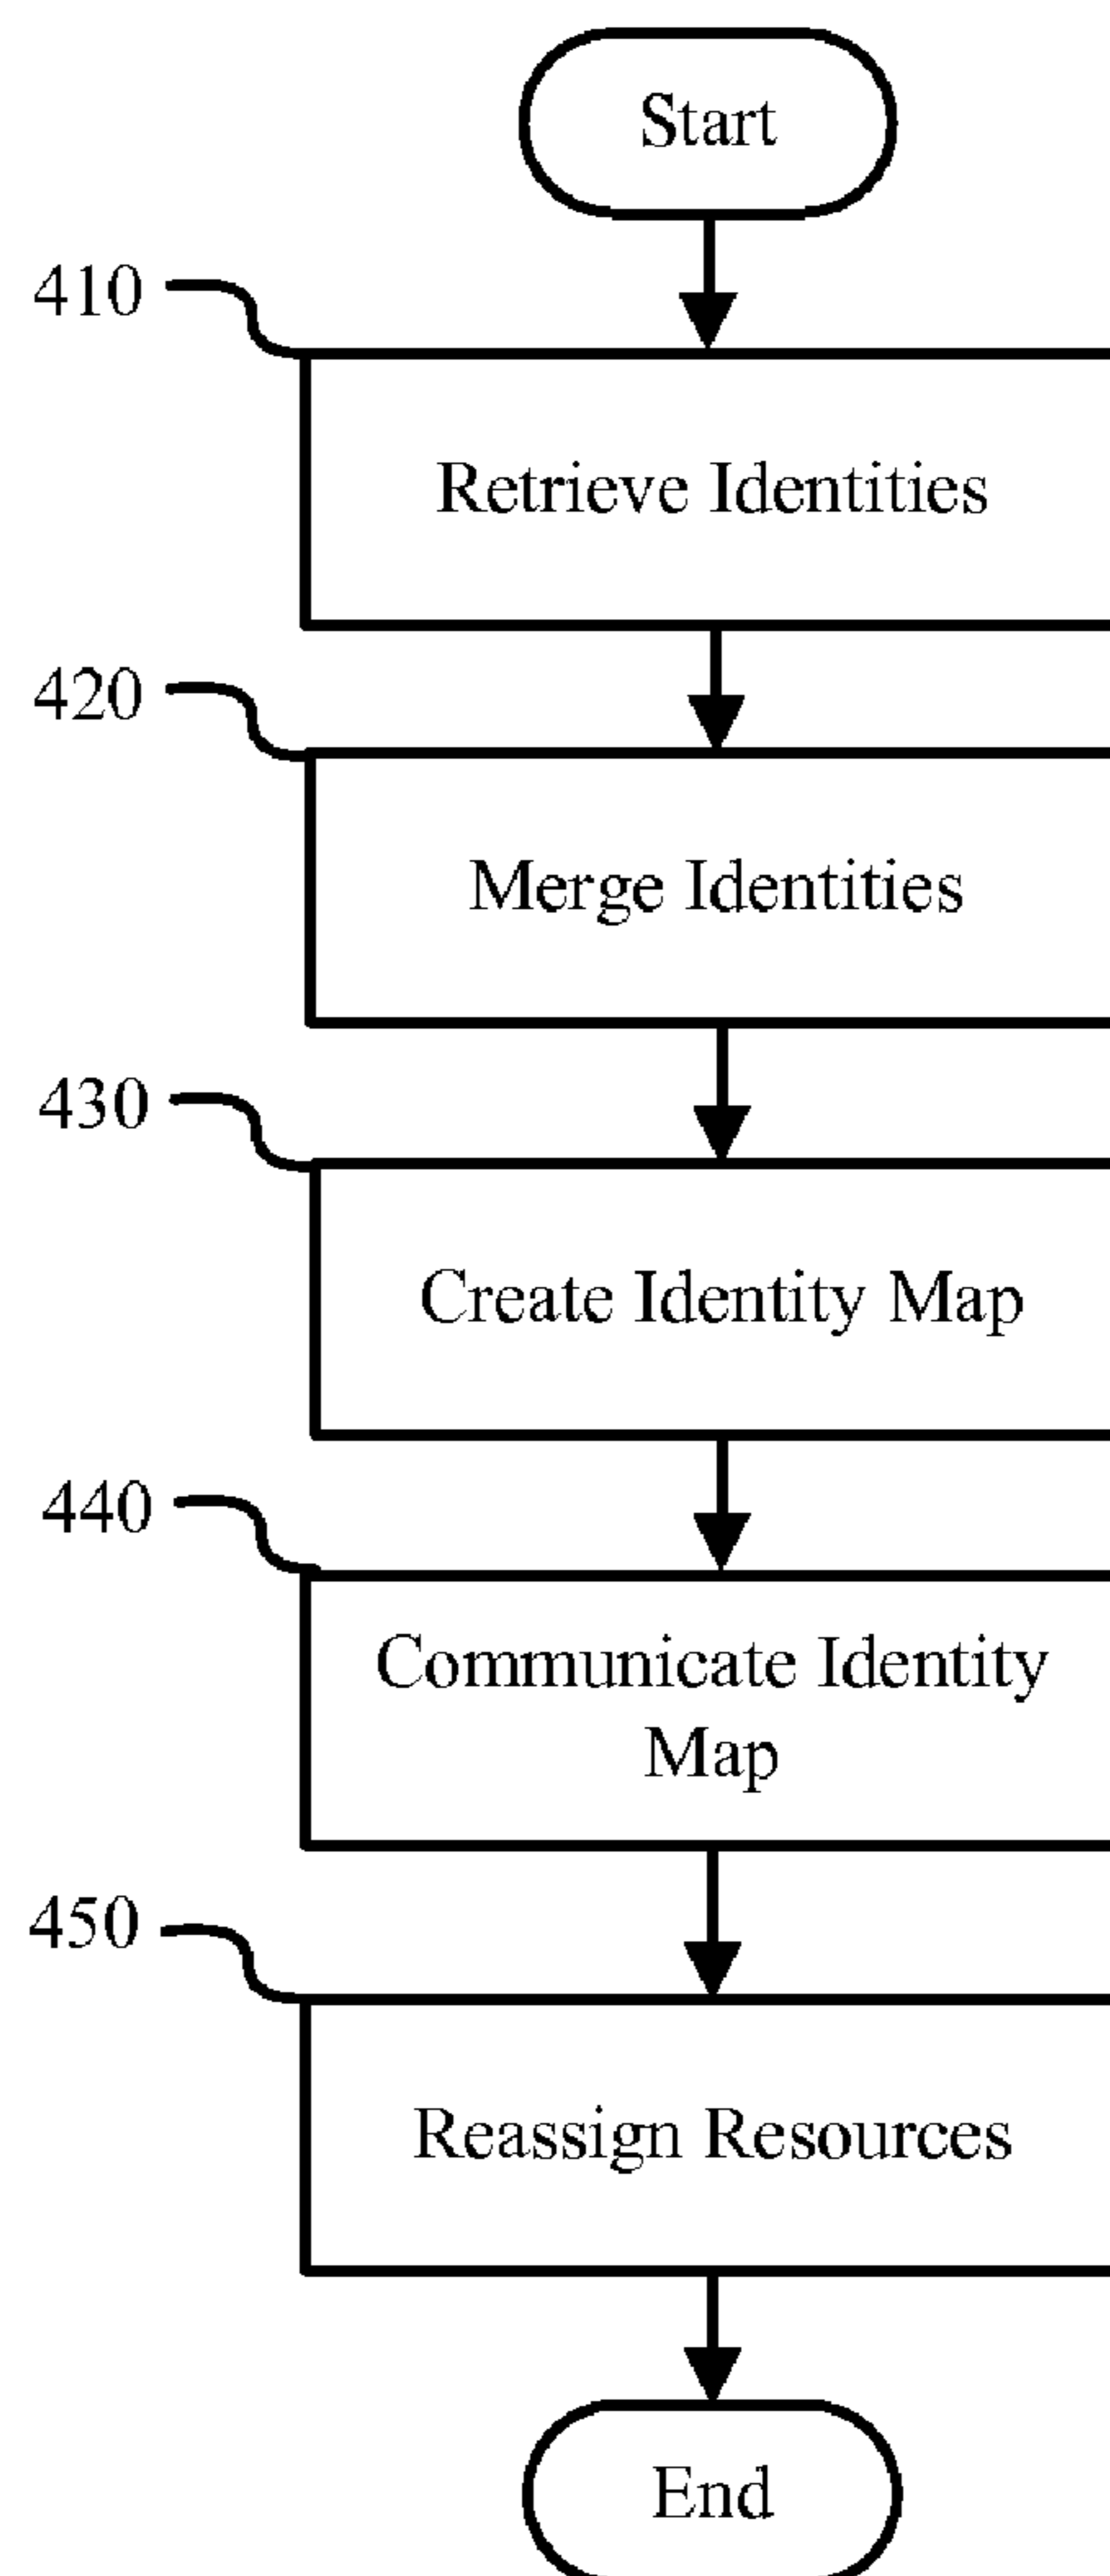 Start
410
Retrieve Identities
420
Merge Identities
430
Create Identity Map
440
Communicate Identity
Map
450
Reassign Resources
End